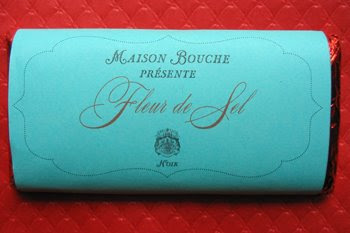 MAISON BOUCHE
PRÉSENTE
Fleur de Sel